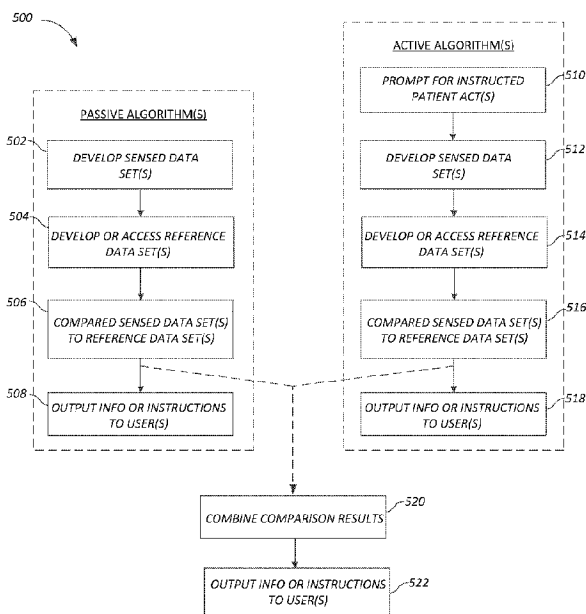 500
PASSIVE ALGORITHM(S)
502
DEVELOP SENSED DATA
SET(S)
504
DEVELOP OR ACCESS REFERENCE
DATA SET(S)
506
COMPARED SENSED DATA SET(S)
TO REFERENCE DATA SET(S)
508
OUTPUT INFO OR INSTRUCTIONS
TO USER(S)
ACTIVE ALGORITHM(S)
PROMPT FOR INSTRUCTED
PATIENT ACT(S)
510
DEVELOP SENSED DATA
SET(S)
512
DEVELOP OR ACCESS REFERENCE
DATA SET(S)
514
COMPARED SENSED DATA SET(S)
TO REFERENCE DATA SET(S)
516
OUTPUT INFO OR INSTRUCTIONS
TO USER(S)
518
COMBINE COMPARISON RESULTS
520
OUTPUT INFO OR INSTRUCTIONS
TO USER(S)
522